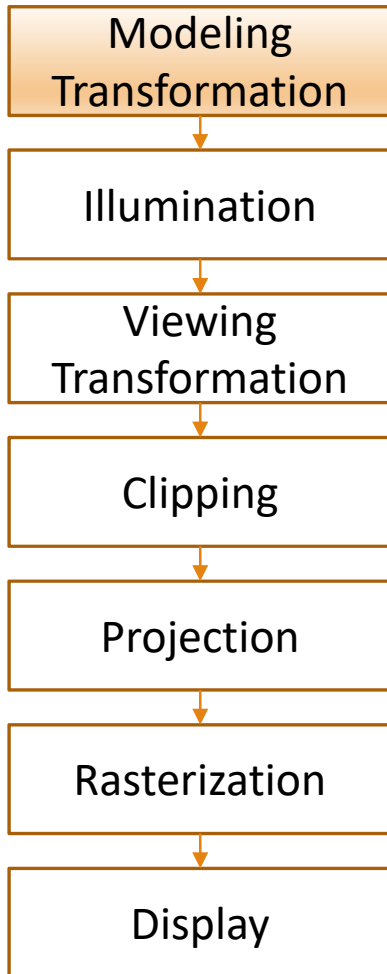 Modeling
Transformation
Illumination
Viewing
Transformation
Clipping
Projection
Rasterization
Display